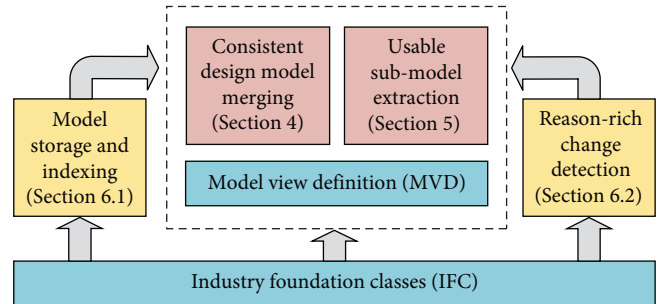 Consistent
design model
merging
(Section 4)
Usable
sub-model
extraction
(Section 5)
Model
storage and
indexing
(Section 6.1)
Reason-rich
change
detection
(Section 6.2)
Model view definition (MVD)
Industry foundation classes (IFC)